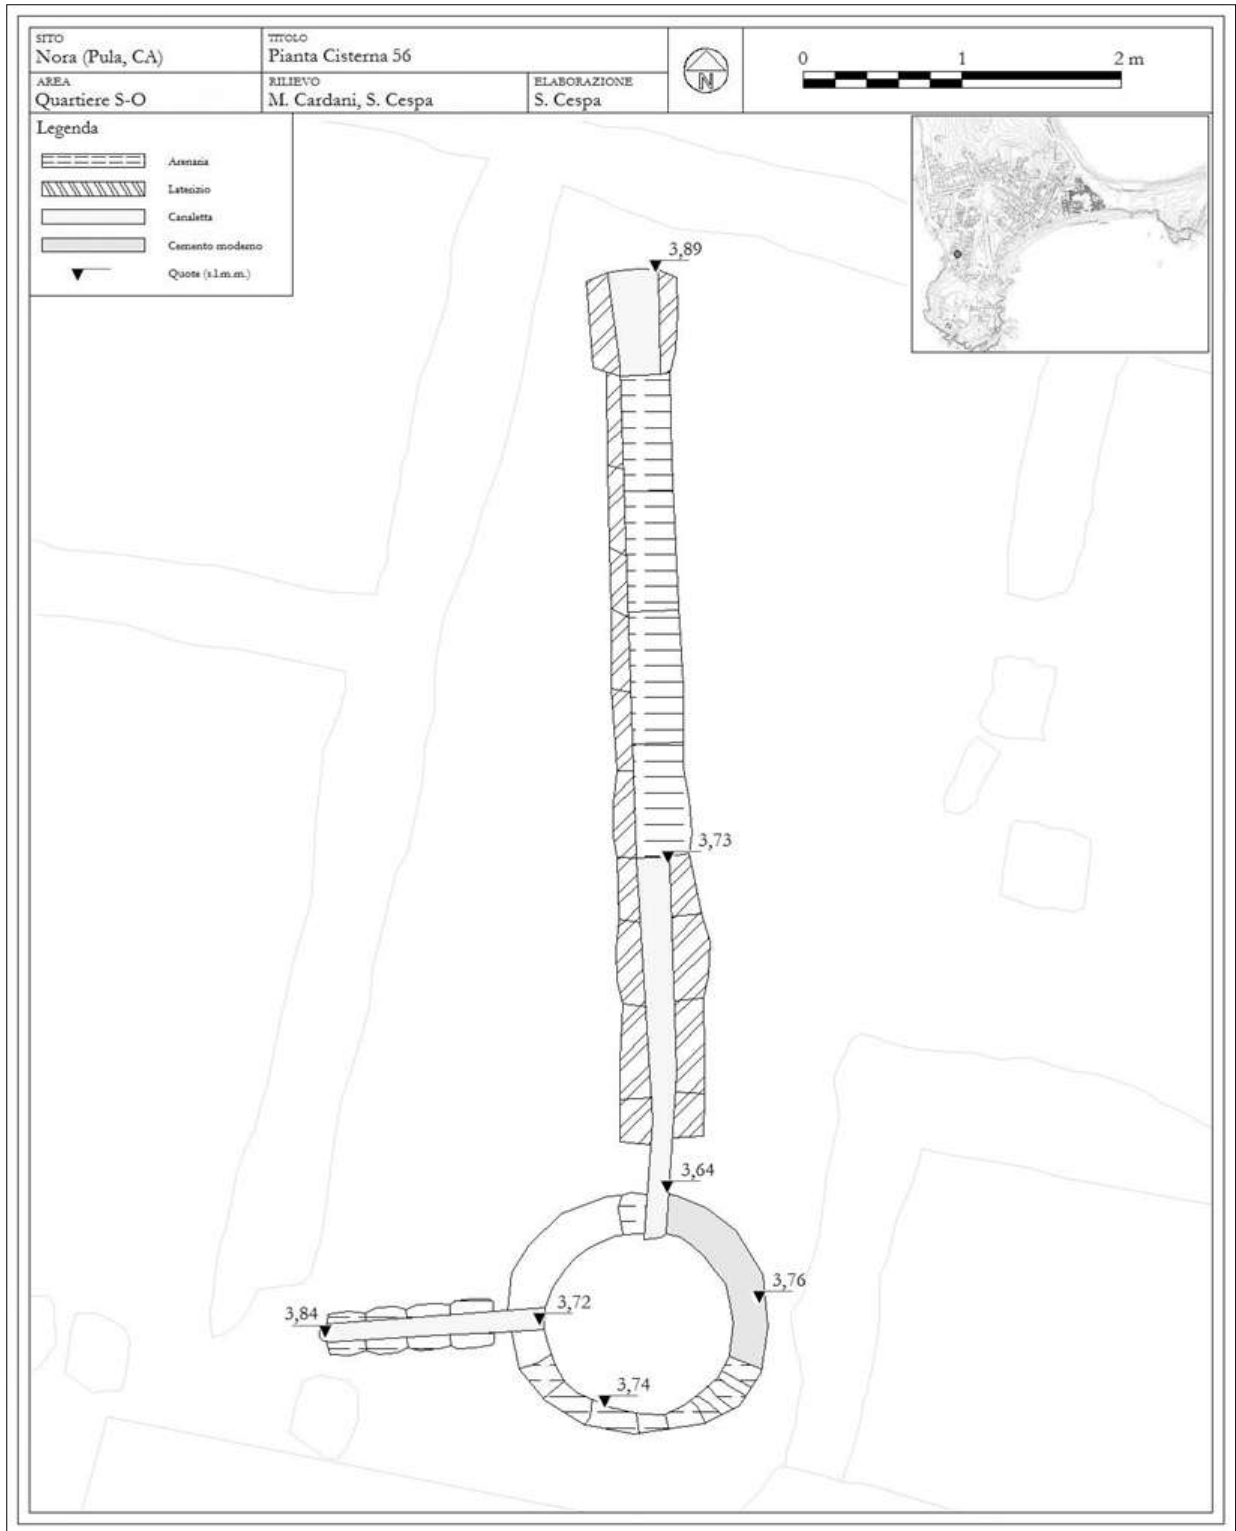 SITO
Nora (Pula, CA)
TITOLO
Pianta Cisterna 56
AREA
Quartiere S-O
RILIEVO
M. Cardani, S. Cespa
ELABORAZIONE
S. Cespa
N
0 1 2 m
Legenda
Arenaria
Laterizio
Canaletta
Cemento moderno
Quote (s.l.m.m.)
3,89
3,73
3,64
3,76
3,84
3,72
3,74